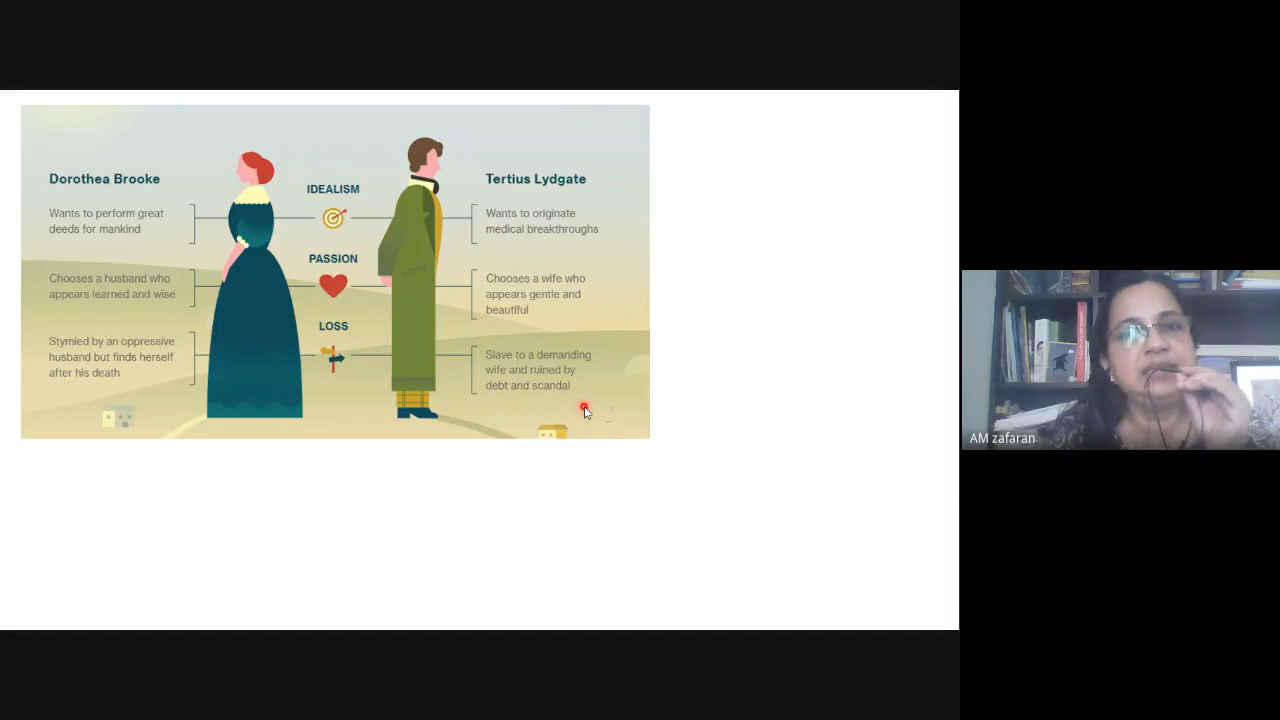 Dorothea Brooke
Wants to perform great
deeds for mankind
Chooses a husband who
appears learned and wise
Stymied by an oppressive
husband but finds herself
after his death
IDEALISM
PASSION
LOSS
Tertius Lydgate
Wants to originate
medical breakthroughs
Chooses a wife who
appears gentle and
beautiful
Slave to a demanding
wife and ruined by
debt and scandal
AM zafaran